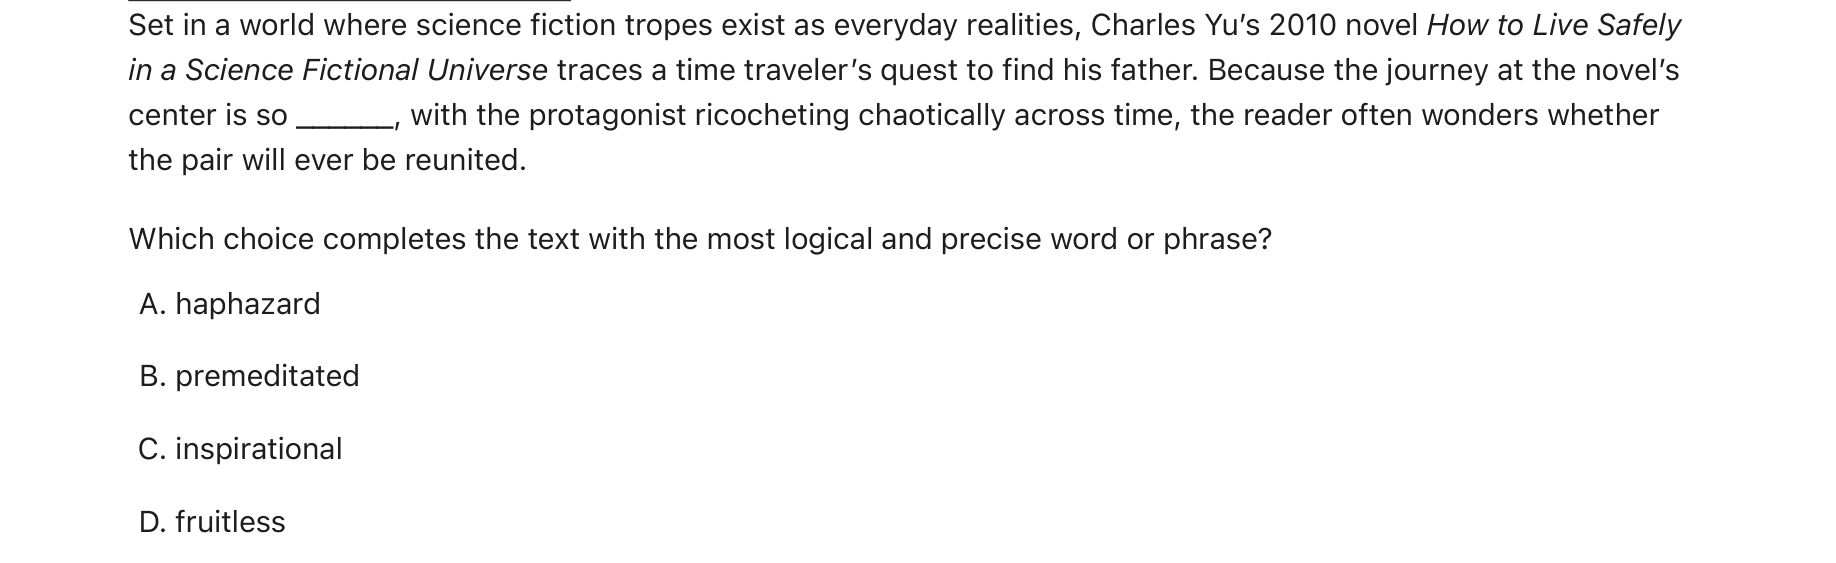 Set in a world where science fiction tropes exist as everyday realities, Charles Yu's 2010 novel How to Live Safely
in a Science Fictional Universe traces a time traveler's quest to find his father. Because the journey at the novel's
center is so ______, with the protagonist ricocheting chaotically across time, the reader often wonders whether
the pair will ever be reunited.
Which choice completes the text with the most logical and precise word or phrase?
A. haphazard
B. premeditated
C. inspirational
D. fruitless